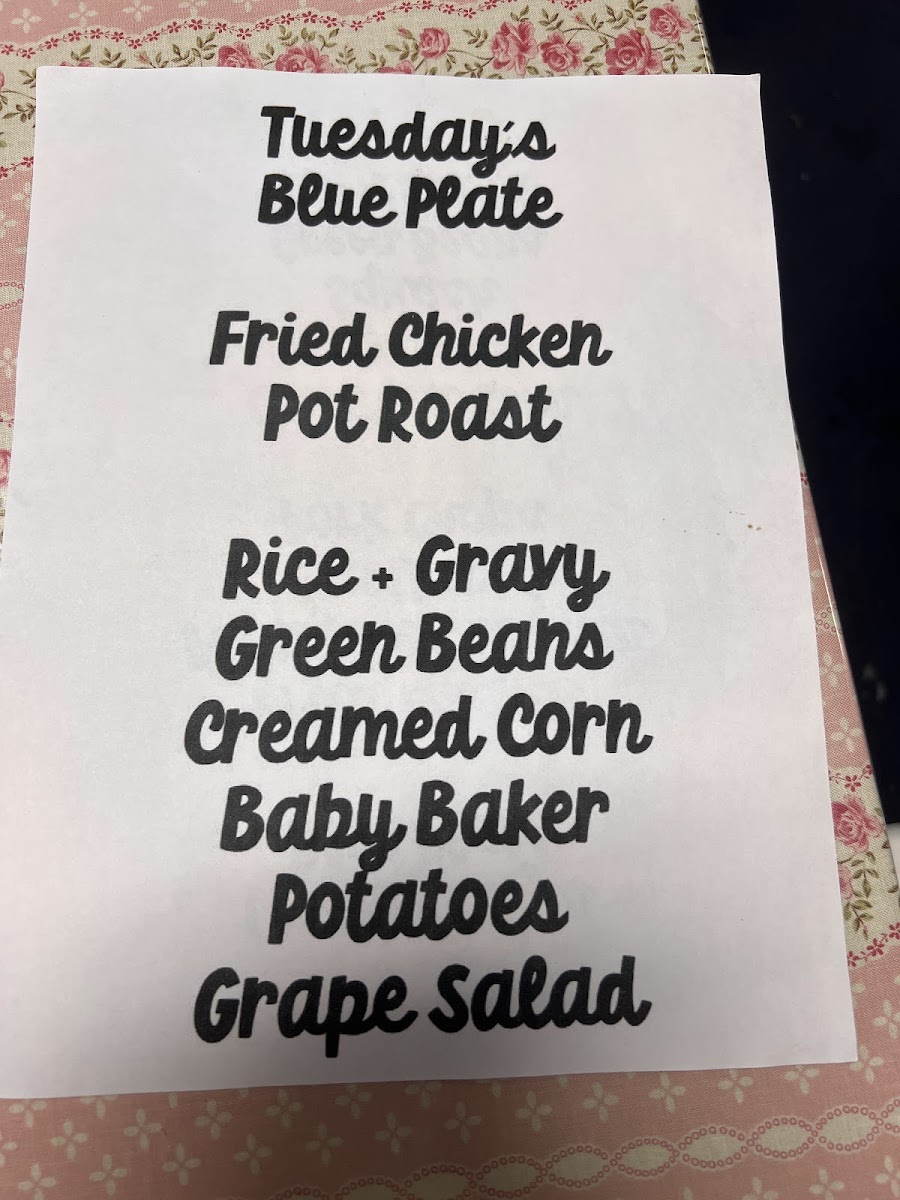 Tuesday's
Blue Plate
Fried Chicken
Pot Roast
Rice + Gravy
Green Beans
Creamed Corn
Baby Baker
Potatoes
Grape Salad